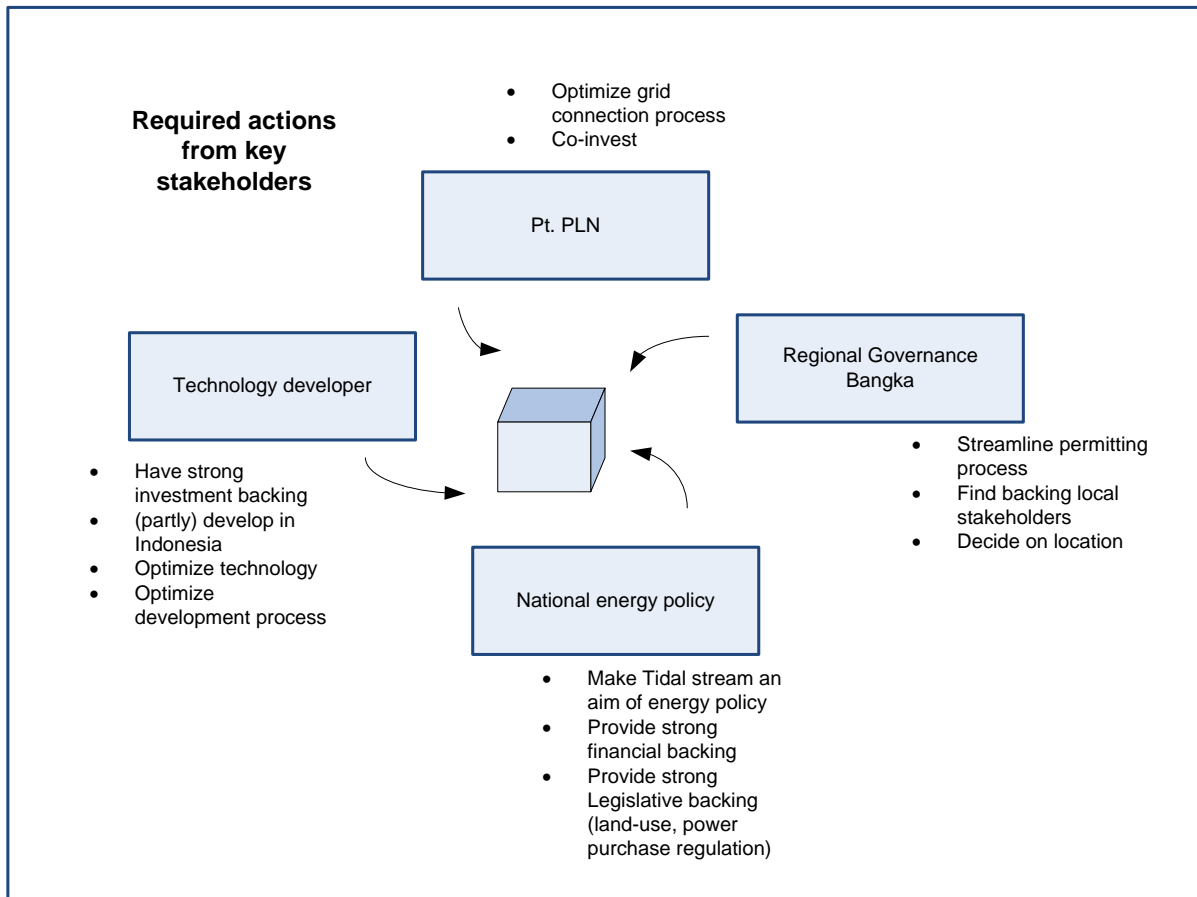 Required actions
from key
stakeholders
• Optimize grid
connection process
• Co-invest
Pt. PLN
Technology developer
• Have strong
investment backing
• (partly) develop in
Indonesia
• Optimize technology
• Optimize
development process
Regional Governance
Bangka
• Streamline permitting
process
• Find backing local
stakeholders
• Decide on location
National energy policy
• Make Tidal stream an
aim of energy policy
• Provide strong
financial backing
• Provide strong
Legislative backing
(land-use, power
purchase regulation)